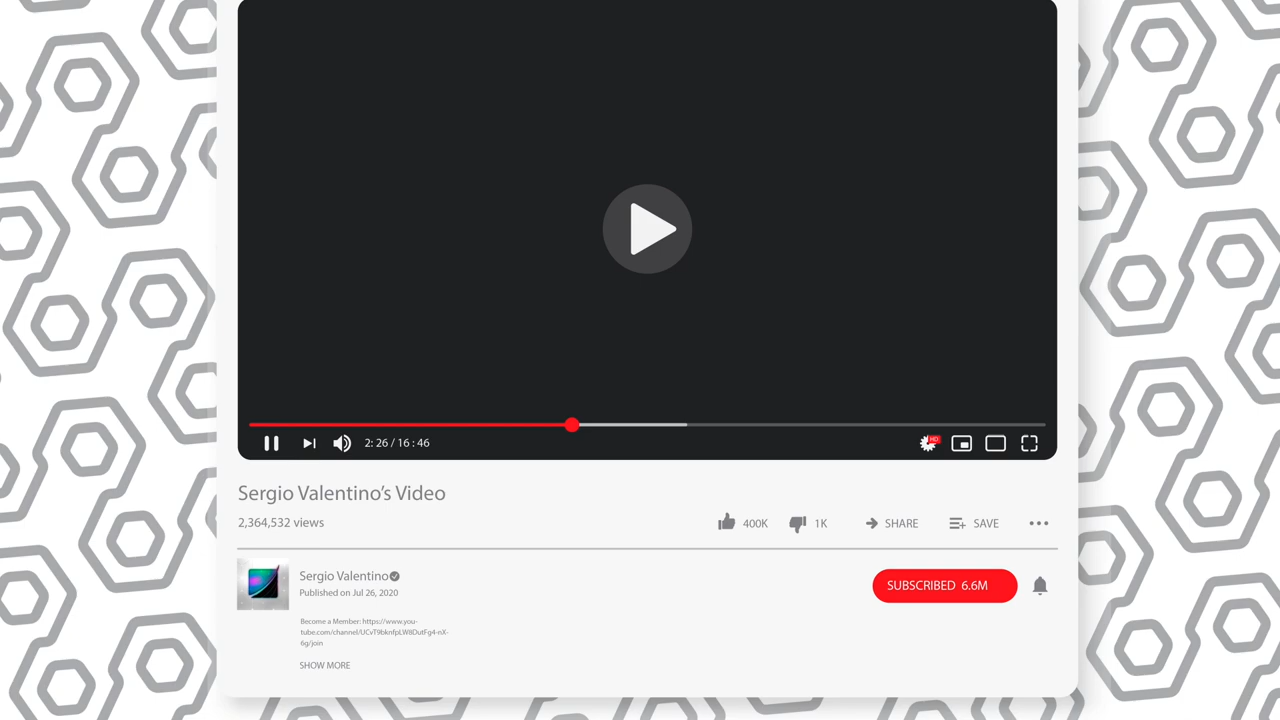 HD
2: 26 / 16 : 46
Sergio Valentino's Video
2,364,532 views
400K
1K
SHARE
SAVE
Sergio Valentino
Published on Jul 26, 2020
SUBSCRIBED 6.6M
Become a Member: https://www.you-
tube.com/channel/UCvT9bknfpLW8DutFg4-nX-
6g/join
SHOW MORE